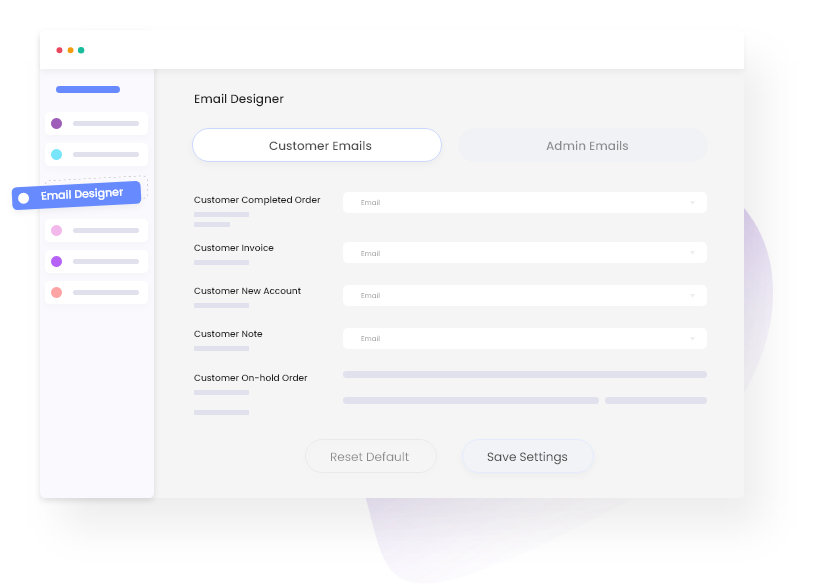 Email Designer
Customer Emails
Admin Emails
Email Designer
Customer Completed Order
Email
Customer Invoice
Email
Customer New Account
Email
Customer Note
Email
Customer On-hold Order
Reset Default
Save Settings